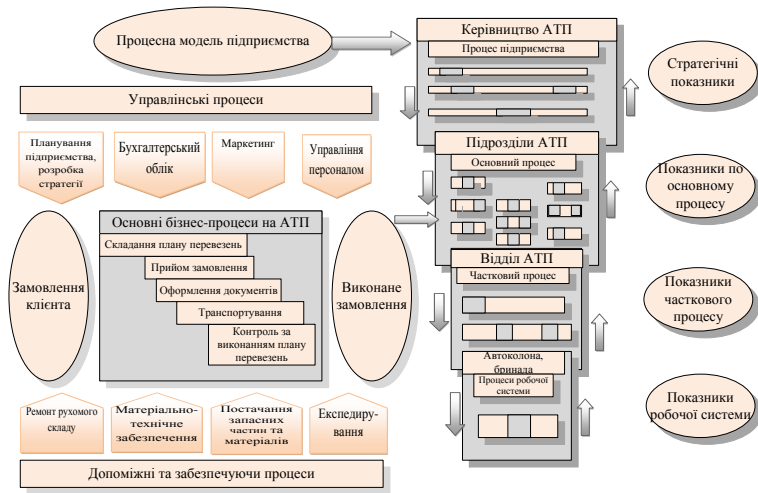 Процесна модель підприємства
Управлінські процеси
Планування
підприємства,
розробка
стратегії
Бухгалтерський
облік
Маркетинг
Управління
персоналом
Замовлення
клієнта
Основні бізнес-процеси на АТП
Складання плану перевезень
Прийом замовлення
Оформлення документів
Транспортування
Контроль за
виконанням плану
перевезень
Виконане
замовлення
Ремонт рухомого
складу
Матеріально-
технічне
забезпечення
Постачання
запасних
частин та
матеріалів
Експедиру-
вання
Допоміжні та забезпечуючі процеси
Керівництво АТП
Процес підприємства
Підрозділи АТП
Основний процес
Відділ АТП
Частковий процес
Автоколона,
бринада
Процеси робочої
системи
Стратегічні
показники
Показники по
основному
процесу
Показники
часткового
процесу
Показники
робочої системи